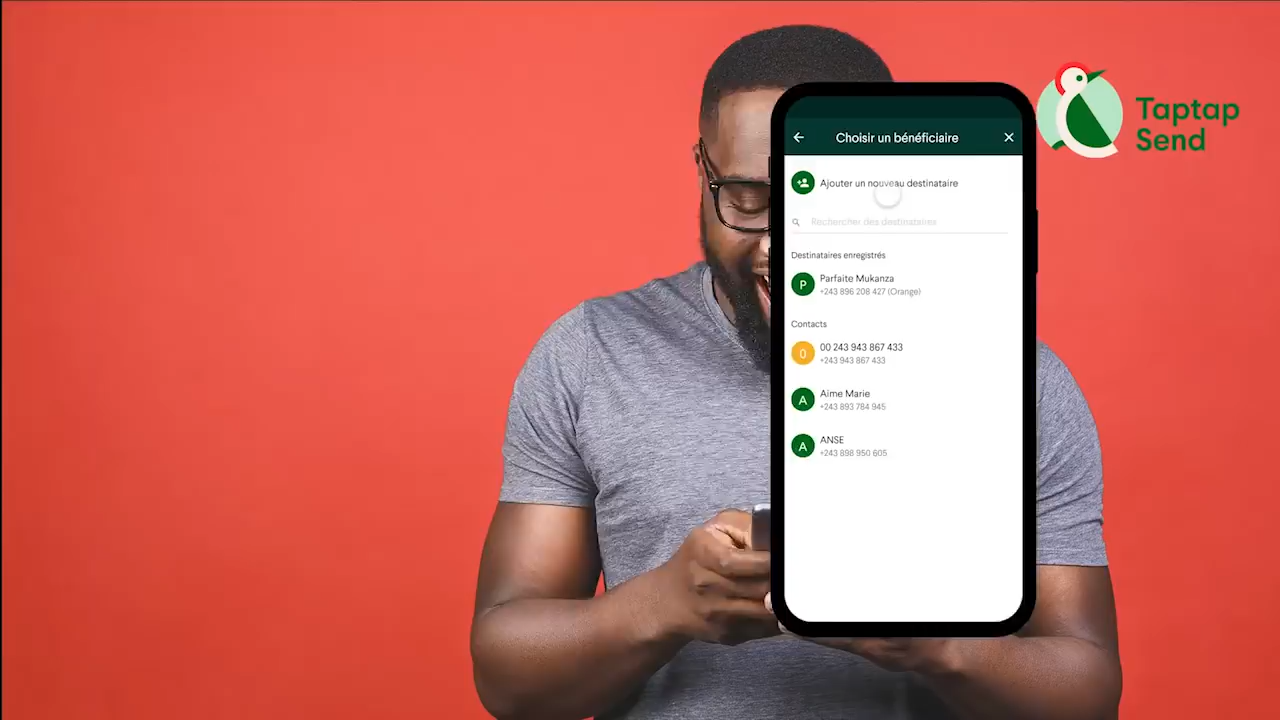 Taptap
Send
Choisir un bénéficiaire
Ajouter un nouveau destinataire
Rechercher des destinataires
Destinataires enregistrés
P
Parfaite Mukanza
+243 896 208 427 (Orange)
Contacts
0
00 243 943 867 433
+243 943 867 433
A
Aime Marie
+243 893 784 945
A
ANSE
+243 898 950 605